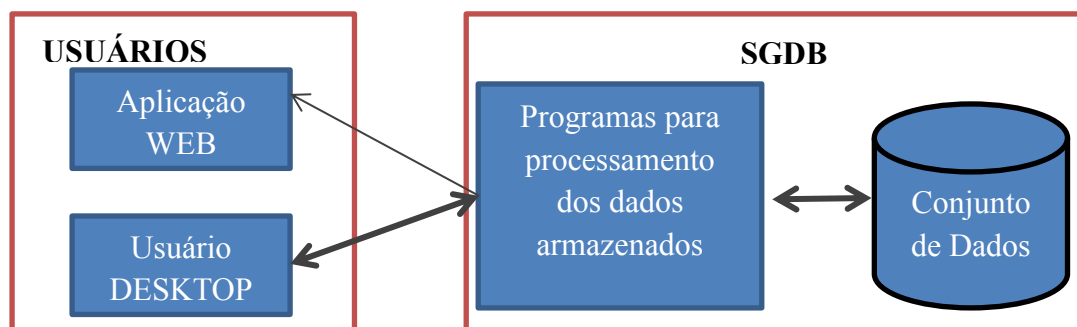 USUÁRIOS
Aplicação
WEB
Usuário
DESKTOP
SGDB
Programas para
processamento
dos dados
armazenados
Conjunto
de Dados